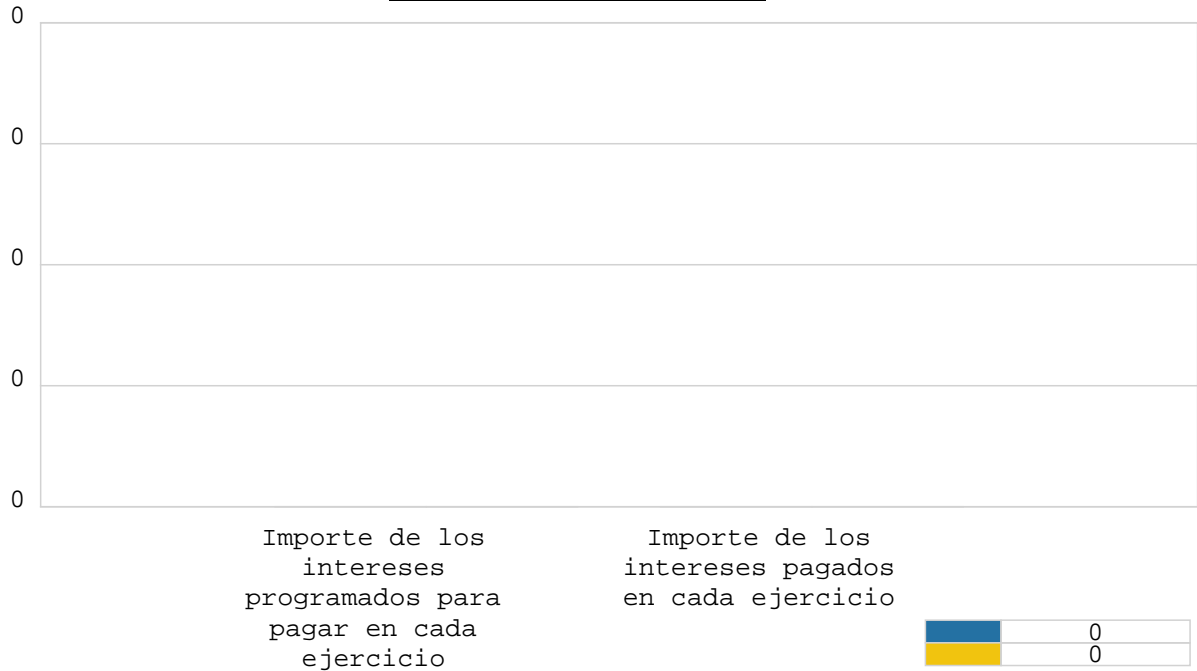 0
0
0
0
0
Importe de los
intereses
programados para
pagar en cada
ejercicio
Importe de los
intereses pagados
en cada ejercicio
0
0